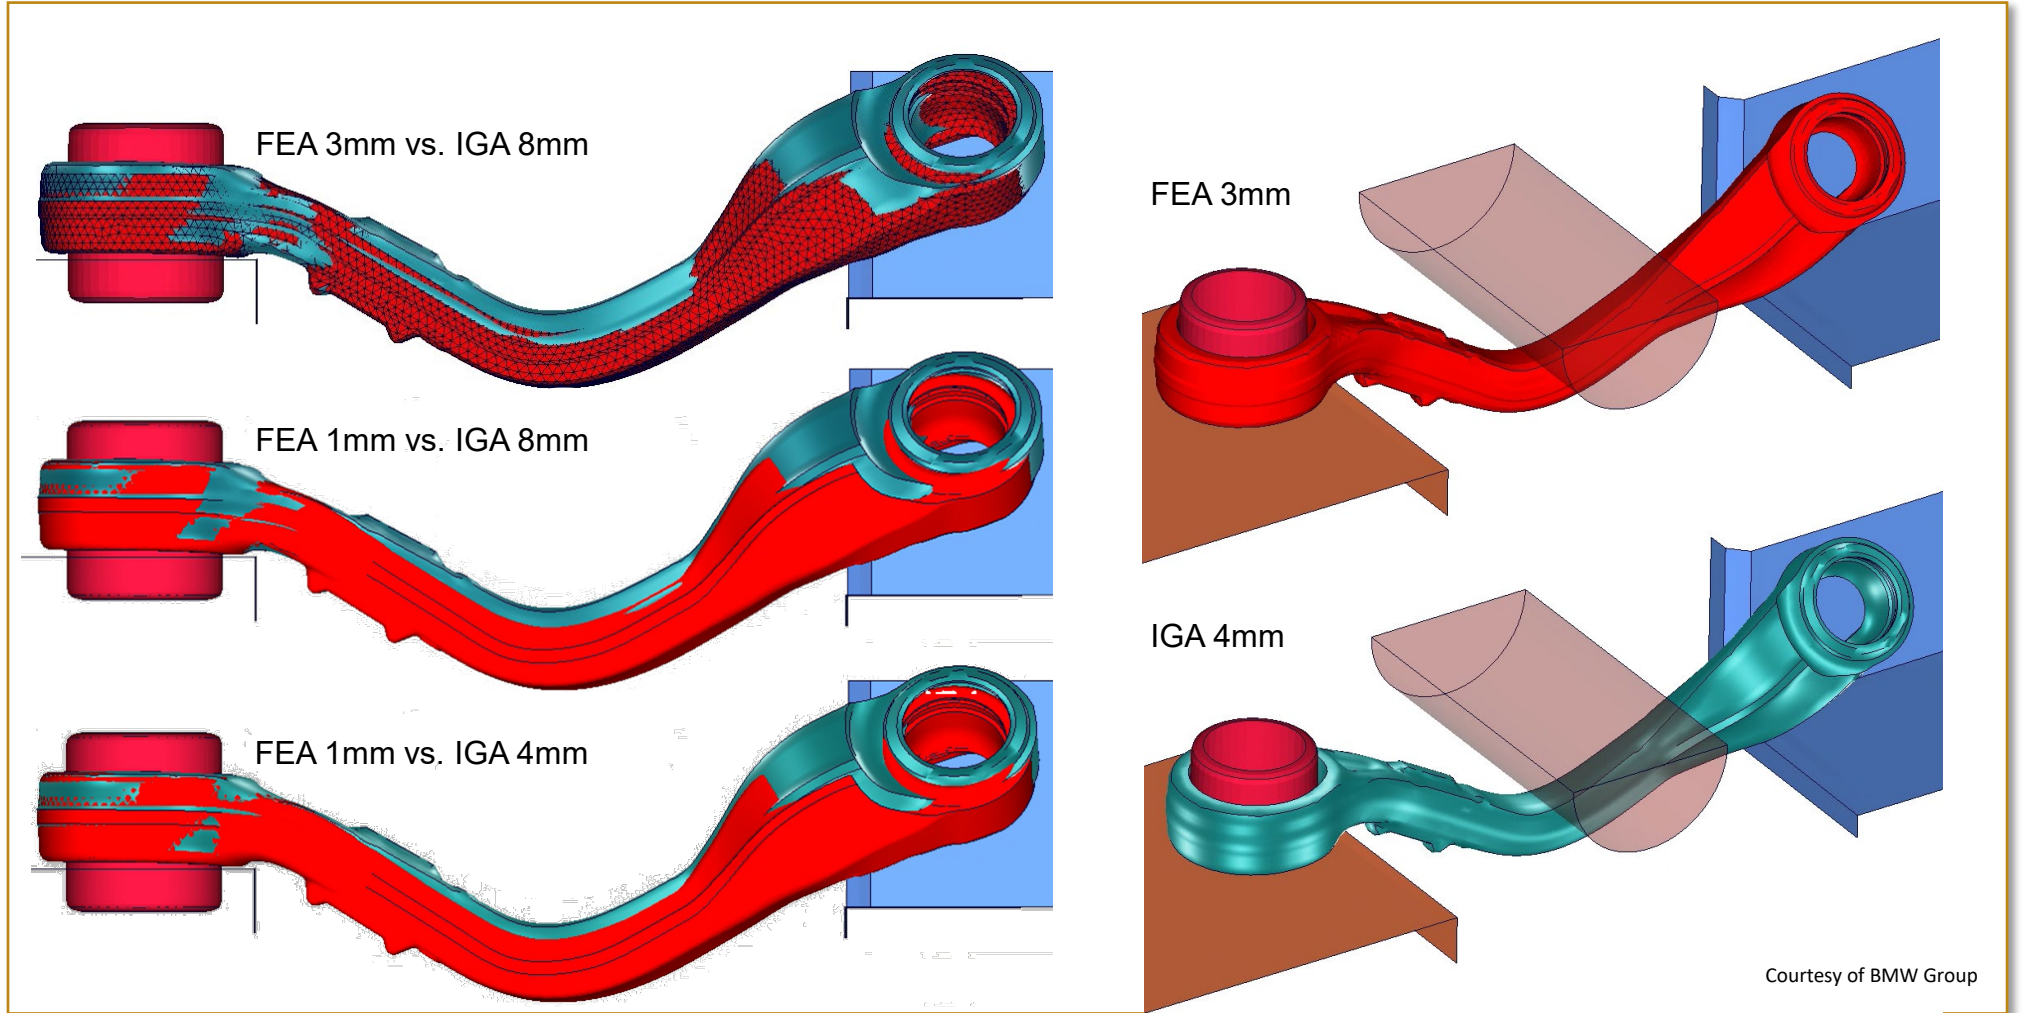 FEA 3mm vs. IGA 8mm
FEA 1mm vs. IGA 8mm
FEA 1mm vs. IGA 4mm
FEA 3mm
IGA 4mm
Courtesy of BMW Group